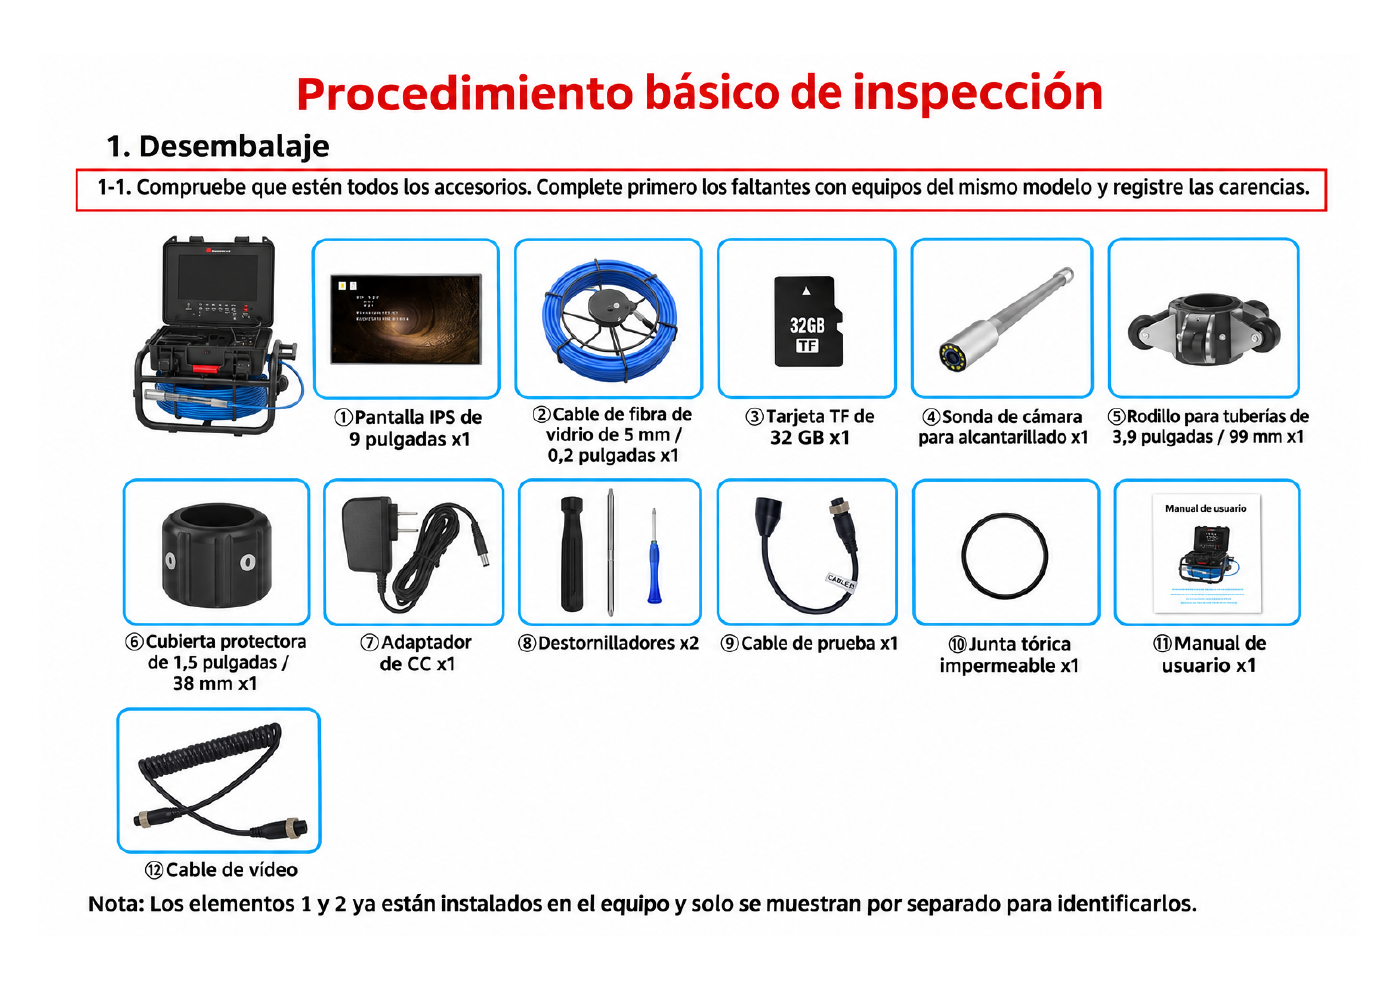 Procedimiento básico de inspección
1. Desembalaje
1-1. Compruebe que estén todos los accesorios. Complete primero los faltantes con equipos del mismo modelo y registre las carencias.
①Pantalla IPS de
9 pulgadas x1
②Cable de fibra de
vidrio de 5 mm /
0,2 pulgadas x1
32GB
TF
③Tarjeta TF de
32 GB x1
④Sonda de cámara
para alcantarillado x1
⑤Rodillo para tuberías de
3,9 pulgadas / 99 mm x1
⑥Cubierta protectora
de 1,5 pulgadas /
38 mm x1
⑦Adaptador
de CC x1
⑧Destornilladores x2
⑨Cable de prueba x1
⑩Junta tórica
impermeable x1
Manual de usuario
⑪Manual de
usuario x1
⑫Cable de vídeo
Nota: Los elementos 1 y 2 ya están instalados en el equipo y solo se muestran por separado para identificarlos.